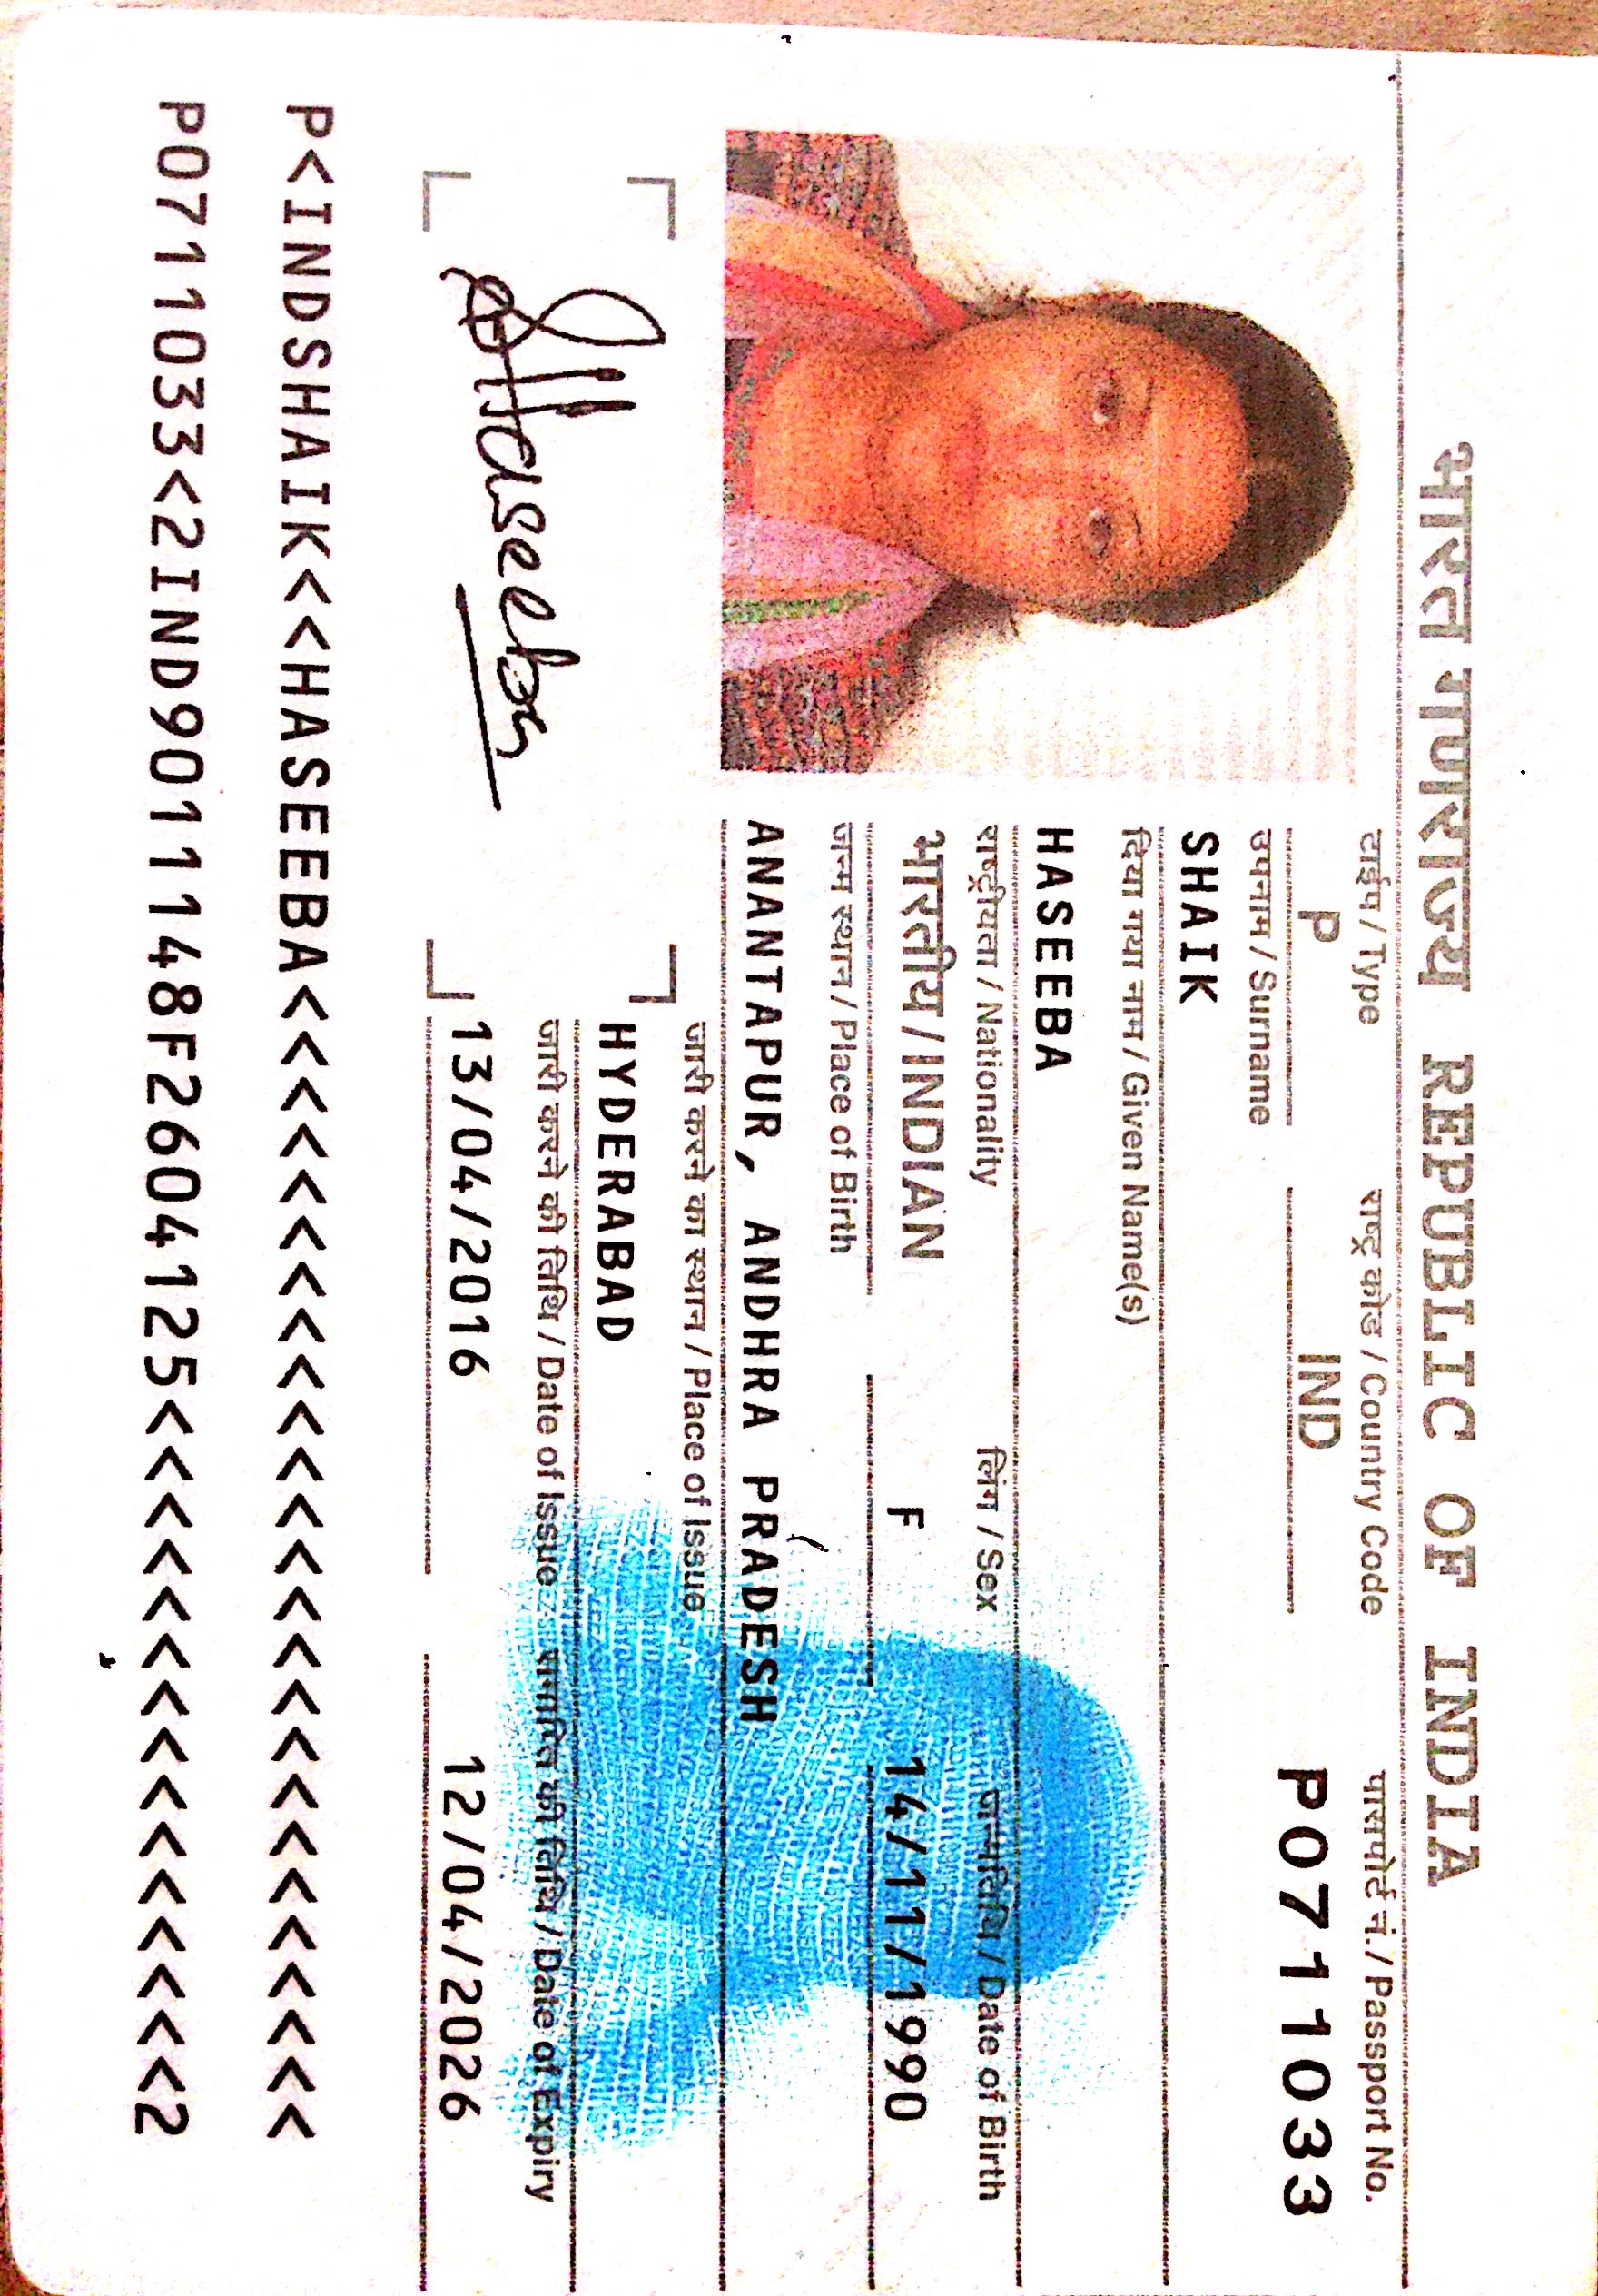 भारत गणराज्य REPUBLIC OF INDIA
टाईप / Type राष्ट्र कोड / Country Code पासपोर्ट नं. / Passport No.
P IND P0711033
उपनाम / Surname
SHAIK
दिया गया नाम / Given Name(s)
HASEEBA
राष्ट्रीयता / Nationality लिंग / Sex जन्मतिथि / Date of Birth
भारतीय / INDIAN F 14/11/1990
जन्म स्थान / Place of Birth
ANANTAPUR, ANDHRA PRADESH
जारी करने का स्थान / Place of Issue
HYDERABAD
जारी करने की तिथि / Date of Issue समाप्ति की तिथि / Date of Expiry
13/04/2016 12/04/2026
SHaseeba
P<INDSHAIK<<HASEEBA<<<<<<<<<<<<<<<<<<<<<<<<<
P0711033<2IND9011148F2604125<<<<<<<<<<<<<<<2